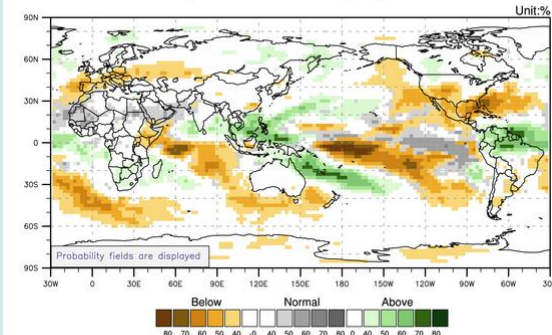 Unit:%
90N
60N
30N
0
30S
60S
90S
Probability fields are displayed
30W 0 30E 60E 90E 120E 150E 180 150W 120W 90W 60W 30
Below Normal Above
80 70 60 50 40 -0 40 50 60 70 80 0 40 50 60 70 80